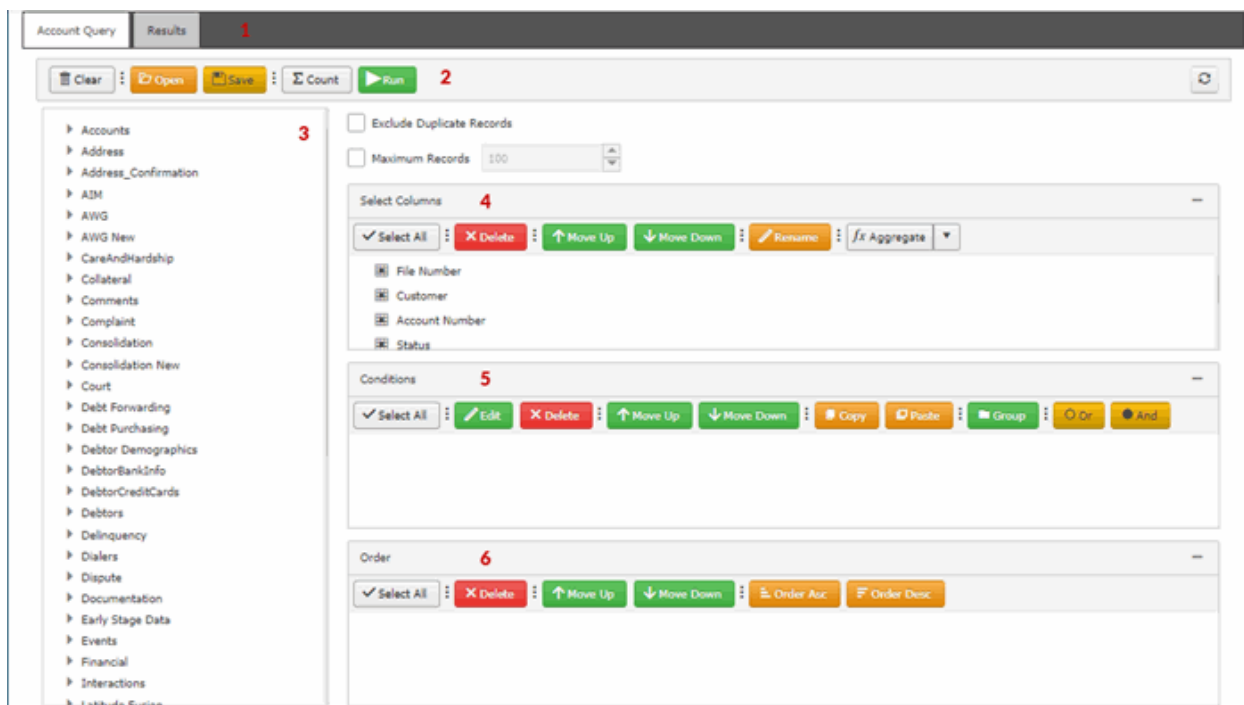 Account Query Results 1
Clear Open Save Σ Count Run 2
3
Accounts
Address
Address_Confirmation
AIM
AWG
AWG New
CareAndHardship
Collateral
Comments
Complaint
Consolidation
Consolidation New
Court
Debt Forwarding
Debt Purchasing
Debtor Demographics
DebtorBankInfo
DebtorCreditCards
Debtors
Delinquency
Dialers
Dispute
Documentation
Early Stage Data
Events
Financial
Interactions
Latitude Fusion
Exclude Duplicate Records
Maximum Records 100
Select Columns 4
Select All Delete Move Up Move Down Rename fx Aggregate
File Number
Customer
Account Number
Status
Conditions 5
Select All Edit Delete Move Up Move Down Copy Paste Group Or And
Order 6
Select All Delete Move Up Move Down Order Asc Order Desc